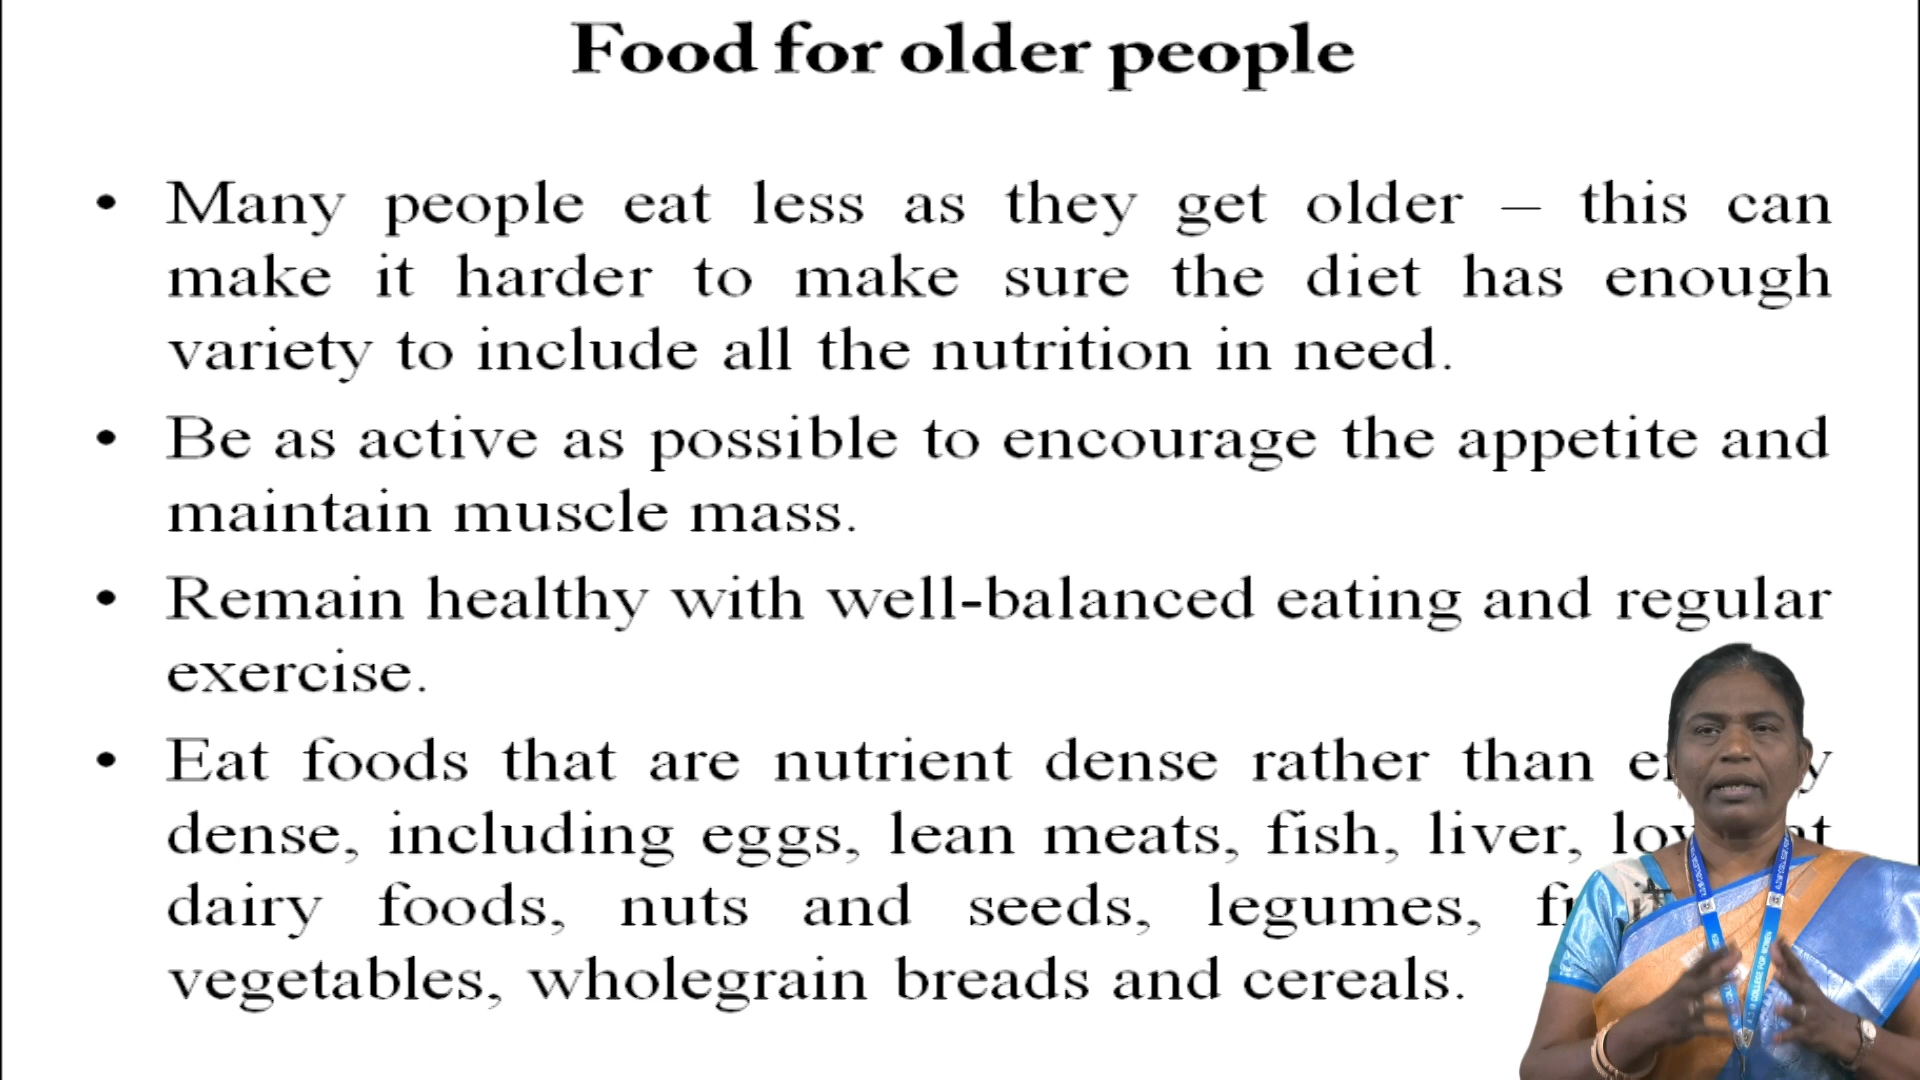 Food for older people
• Many people eat less as they get older – this can
make it harder to make sure the diet has enough
variety to include all the nutrition in need.
• Be as active as possible to encourage the appetite and
maintain muscle mass.
• Remain healthy with well-balanced eating and regular
exercise.
• Eat foods that are nutrient dense rather than
dense, including eggs, lean meats, fish, liver,
dairy foods, nuts and seeds, legumes,
vegetables, wholegrain breads and cereals.